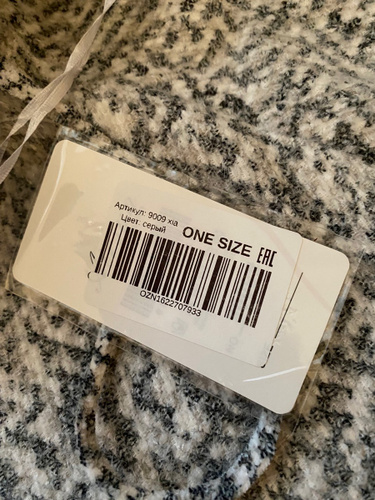 Артикул: 9009 xia
Цвет: серый
ONE SIZE EAC
OZN1622707933